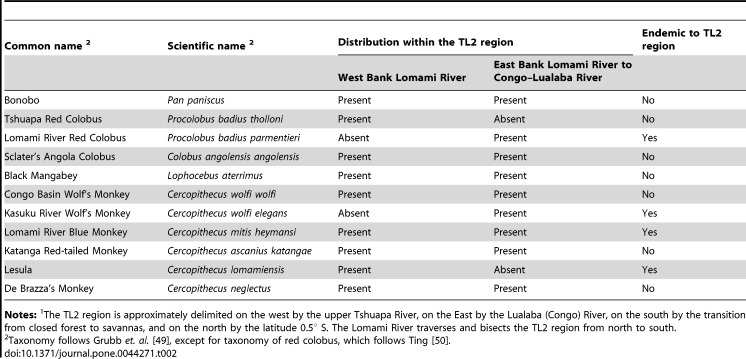 Common name 2 Scientific name 2 Distribution within the TL2 region Endemic to TL2 region
West Bank Lomami River East Bank Lomami River to Congo–Lualaba River
Bonobo Pan paniscus Present Present No
Tshuapa Red Colobus Procolobus badius tholloni Present Absent No
Lomami River Red Colobus Procolobus badius parmentieri Absent Present Yes
Sclater's Angola Colobus Colobus angolensis angolensis Present Present No
Black Mangabey Lophocebus aterrimus Present Present No
Congo Basin Wolf's Monkey Cercopithecus wolfi wolfi Present Present No
Kasuku River Wolf's Monkey Cercopithecus wolfi elegans Absent Present Yes
Lomami River Blue Monkey Cercopithecus mitis heymansi Present Present Yes
Katanga Red-tailed Monkey Cercopithecus ascanius katangae Present Present No
Lesula Cercopithecus lomamiensis Present Absent Yes
De Brazza's Monkey Cercopithecus neglectus Present Present No
Notes: 1The TL2 region is approximately delimited on the west by the upper Tshuapa River, on the East by the Lualaba (Congo) River, on the south by the transition
from closed forest to savannas, and on the north by the latitude 0.5° S. The Lomami River traverses and bisects the TL2 region from north to south.
2Taxonomy follows Grubb et. al. [49], except for taxonomy of red colobus, which follows Ting [50].
doi:10.1371/journal.pone.0044271.t002